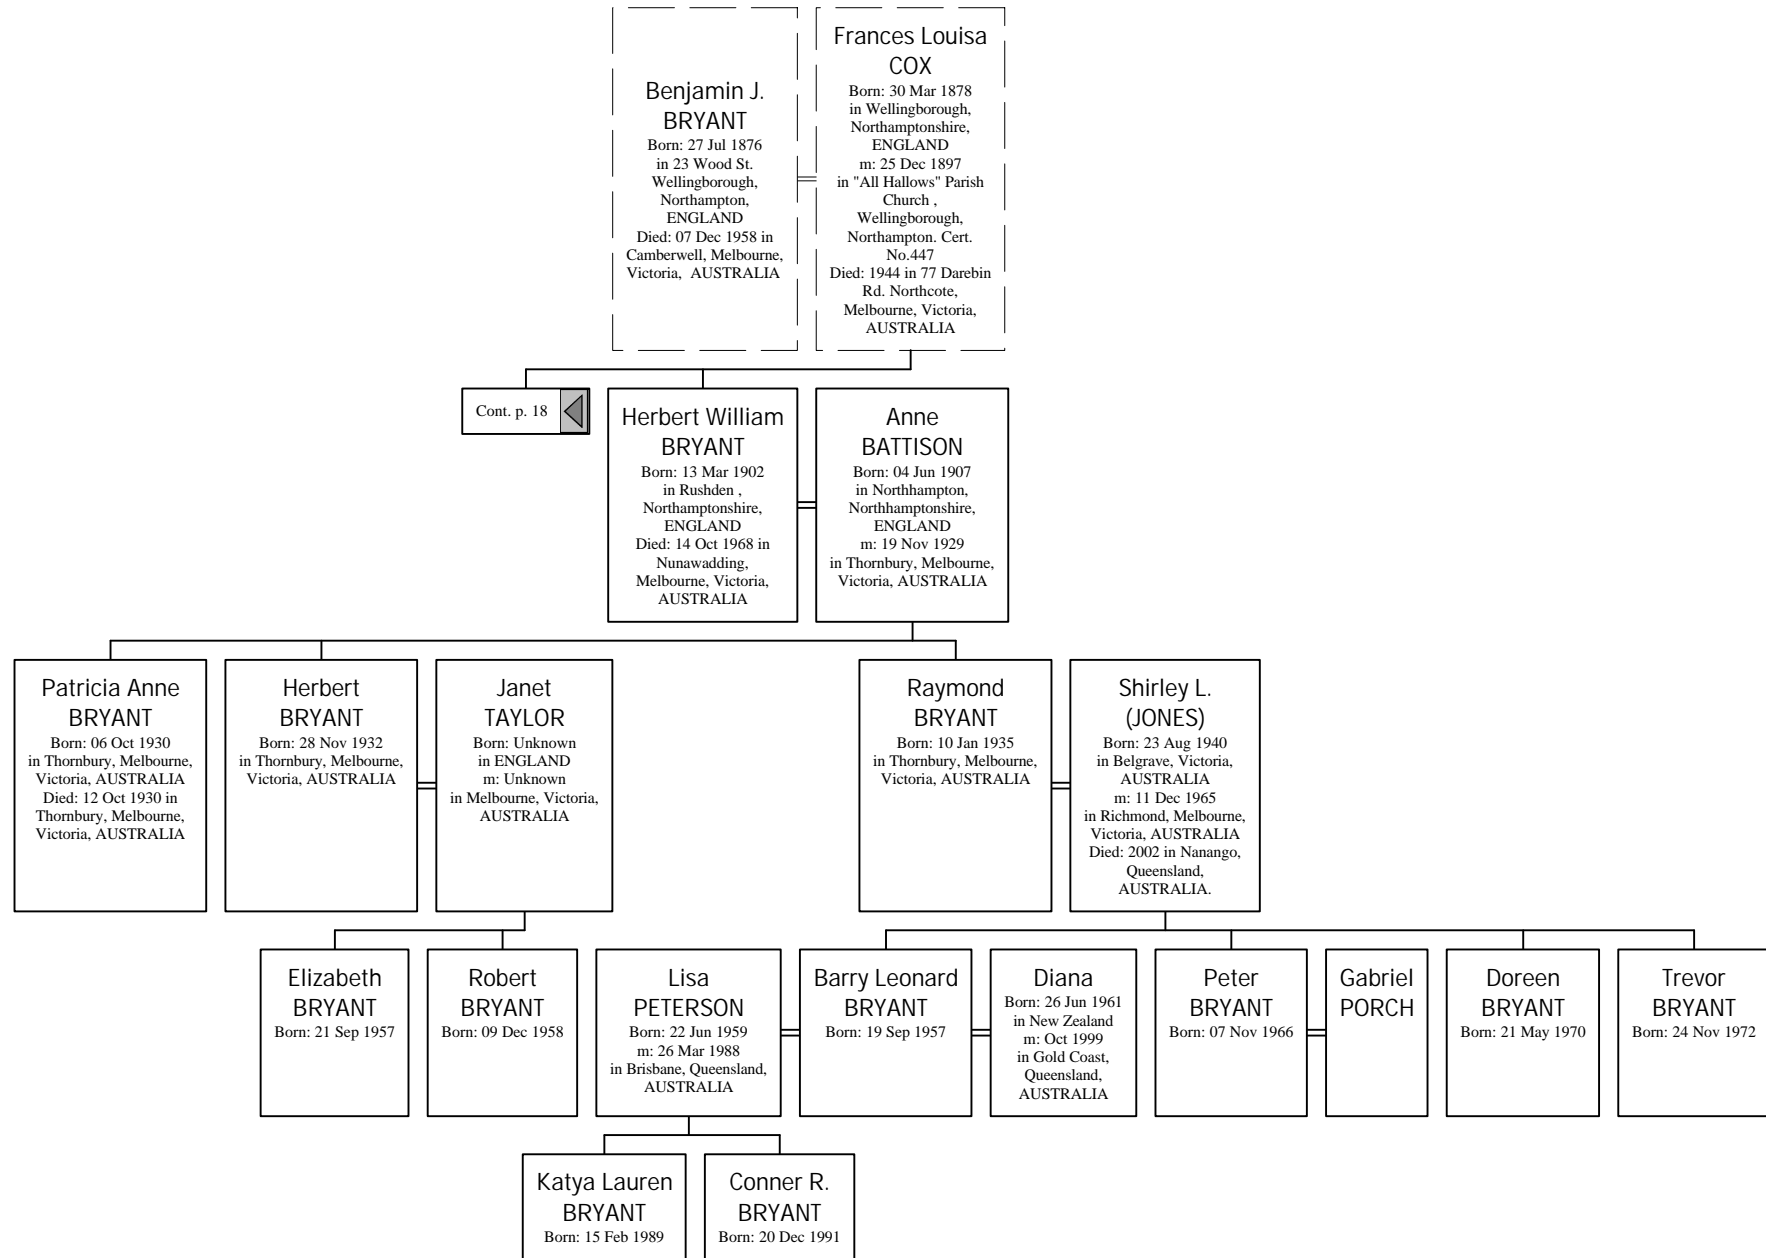 Benjamin J.
BRYANT
Born: 27 Jul 1876
in 23 Wood St.
Wellingborough,
Northampton,
ENGLAND
Died: 07 Dec 1958 in
Camberwell, Melbourne,
Victoria,  AUSTRALIA
Frances Louisa
COX
Born: 30 Mar 1878
in Wellingborough,
Northamptonshire,
ENGLAND
m: 25 Dec 1897
in "All Hallows" Parish
Church ,
Wellingborough,
Northampton. Cert.
No.447
Died: 1944 in 77 Darebin
Rd. Northcote,
Melbourne, Victoria,
AUSTRALIA
Cont. p. 18
Herbert William
BRYANT
Born: 13 Mar 1902
in Rushden ,
Northamptonshire,
ENGLAND
Died: 14 Oct 1968 in
Nunawadding,
Melbourne, Victoria,
AUSTRALIA
Anne
BATTISON
Born: 04 Jun 1907
in Northhampton,
Northhamptonshire,
ENGLAND
m: 19 Nov 1929
in Thornbury, Melbourne,
Victoria, AUSTRALIA
Patricia Anne
BRYANT
Born: 06 Oct 1930
in Thornbury, Melbourne,
Victoria, AUSTRALIA
Died: 12 Oct 1930 in
Thornbury, Melbourne,
Victoria, AUSTRALIA
Herbert
BRYANT
Born: 28 Nov 1932
in Thornbury, Melbourne,
Victoria, AUSTRALIA
Janet
TAYLOR
Born: Unknown
in ENGLAND
m: Unknown
in Melbourne, Victoria,
AUSTRALIA
Raymond
BRYANT
Born: 10 Jan 1935
in Thornbury, Melbourne,
Victoria, AUSTRALIA
Shirley L.
(JONES)
Born: 23 Aug 1940
in Belgrave, Victoria,
AUSTRALIA
m: 11 Dec 1965
in Richmond, Melbourne,
Victoria, AUSTRALIA
Died: 2002 in Nanango,
Queensland,
AUSTRALIA.
Elizabeth
BRYANT
Born: 21 Sep 1957
Robert
BRYANT
Born: 09 Dec 1958
Lisa
PETERSON
Born: 22 Jun 1959
m: 26 Mar 1988
in Brisbane, Queensland,
AUSTRALIA
Barry Leonard
BRYANT
Born: 19 Sep 1957
Diana
Born: 26 Jun 1961
in New Zealand
m: Oct 1999
in Gold Coast,
Queensland,
AUSTRALIA
Peter
BRYANT
Born: 07 Nov 1966
Gabriel
PORCH
Doreen
BRYANT
Born: 21 May 1970
Trevor
BRYANT
Born: 24 Nov 1972
Katya Lauren
BRYANT
Born: 15 Feb 1989
Conner R.
BRYANT
Born: 20 Dec 1991